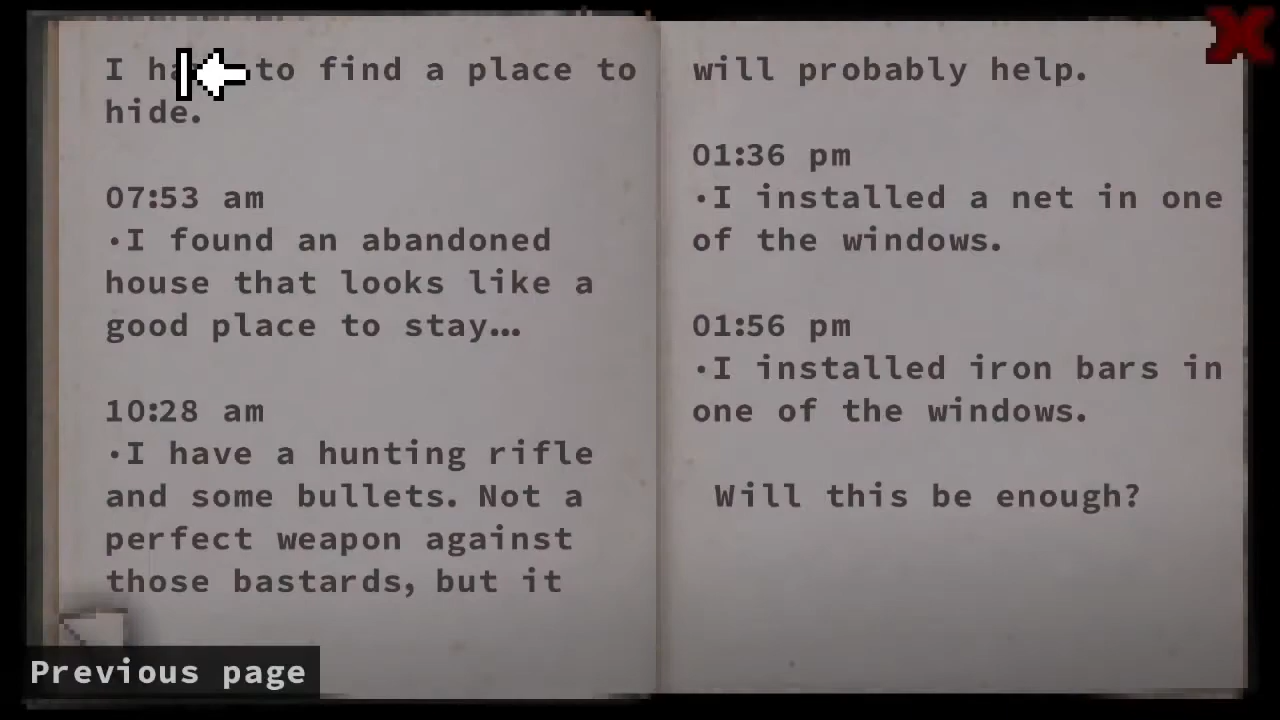 I to find a place to
hide.
07:53 am
•I found an abandoned
house that looks like a
good place to stay...
10:28 am
•I have a hunting rifle
and some bullets. Not a
perfect weapon against
those bastards, but it
will probably help.
01:36 pm
•I installed a net in one
of the windows.
01:56 pm
•I installed iron bars in
one of the windows.
Will this be enough?
Previous page